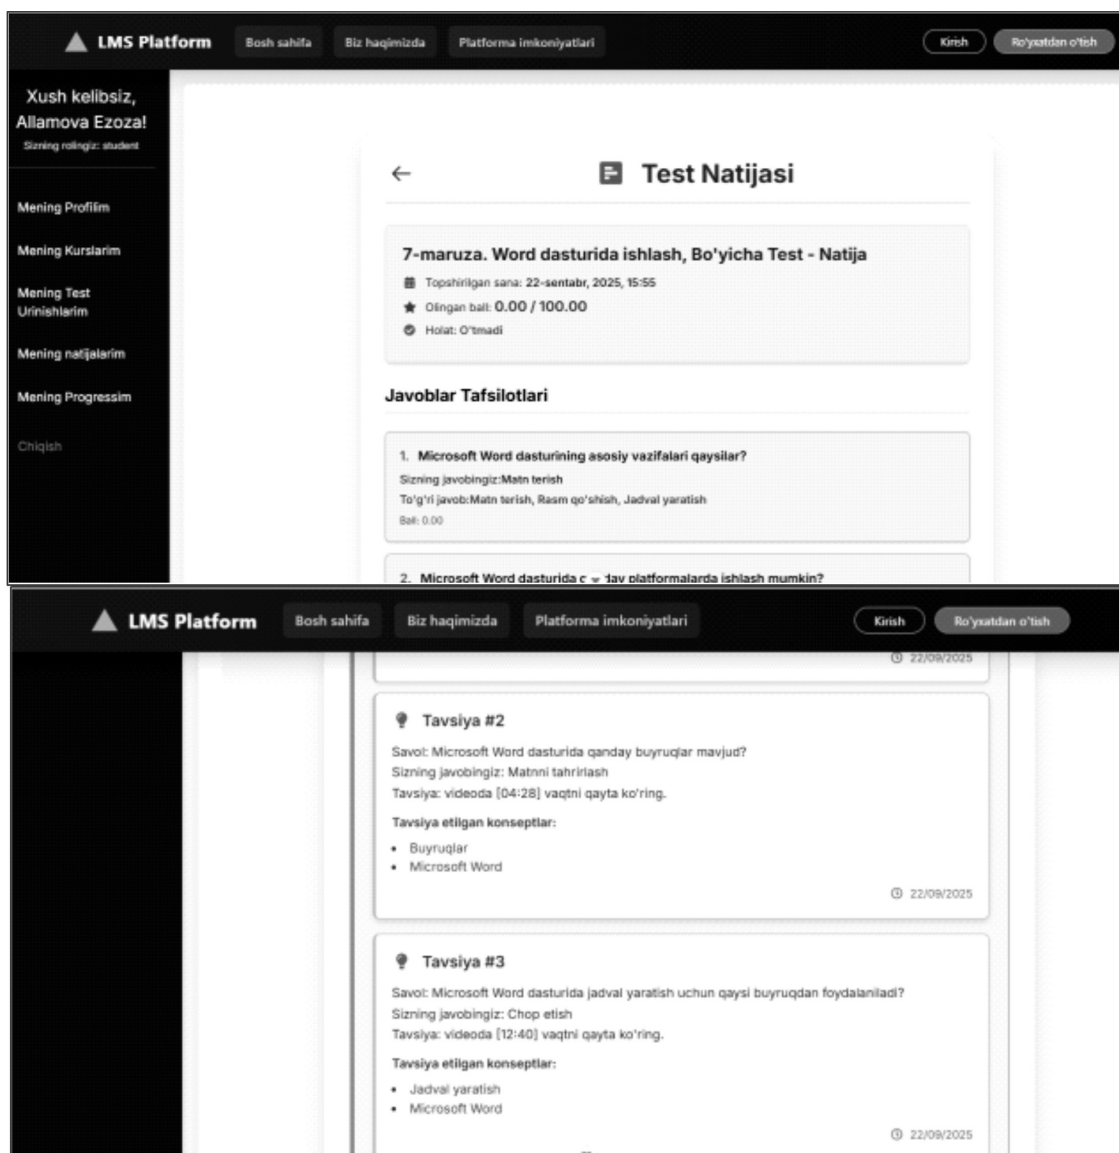 LMS Platform Bosh sahifa Biz haqimizda Platforma imkoniyatlari Kirish Ro'yxatdan o'tish
Xush kelibsiz,
Allamova Ezoza!
Sizning rolingiz: student
Mening Profilim
Mening Kurslarim
Mening Test
Urinishlarim
Mening natijalarim
Mening Progressim
Chiqish
Test Natijasi
7-maruza. Word dasturida ishlash, Bo'yicha Test - Natija
Topshirilgan sana: 22-sentabr, 2025, 15:55
Olingan ball: 0.00 / 100.00
Holat: O'tmadi
Javoblar Tafsilotlari
1. Microsoft Word dasturining asosiy vazifalari qaysilar?
Sizning javobingiz:Matn terish
To'g'ri javob:Matn terish, Rasm qo'shish, Jadval yaratish
Ball: 0.00
2. Microsoft Word dasturida platformalarda ishlash mumkin?
LMS Platform Bosh sahifa Biz haqimizda Platforma imkoniyatlari Kirish Ro'yxatdan o'tish
22/09/2025
Tavsiya #2
Savol: Microsoft Word dasturida qanday buyruqlar mavjud?
Sizning javobingiz: Matnni tahrirlash
Tavsiya: videoda [04:28] vaqtni qayta ko'ring.
Tavsiya etilgan konseptlar:
• Buyruqlar
• Microsoft Word
22/09/2025
Tavsiya #3
Savol: Microsoft Word dasturida jadval yaratish uchun qaysi buyruqdan foydalaniladi?
Sizning javobingiz: Chop etish
Tavsiya: videoda [12:40] vaqtni qayta ko'ring.
Tavsiya etilgan konseptlar:
• Jadval yaratish
• Microsoft Word
22/09/2025